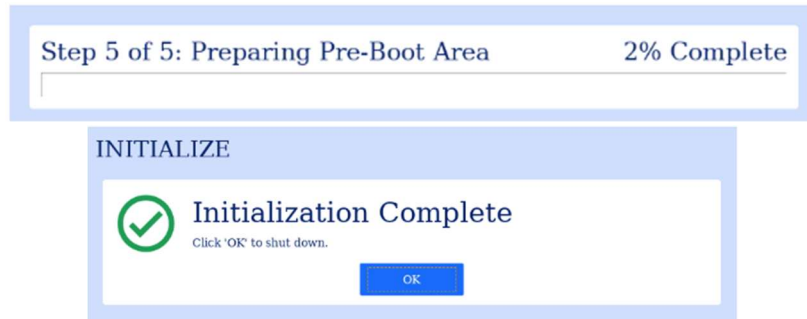 Step 5 of 5: Preparing Pre-Boot Area 2% Complete
INITIALIZE
Initialization Complete
Click 'OK' to shut down.
OK